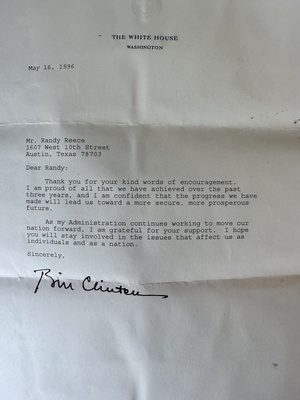 THE WHITE HOUSE
WASHINGTON
May 16, 1996
Mr. Randy Reece
1607 West 10th Street
Austin, Texas 78703
Dear Randy:
Thank you for your kind words of encouragement.
I am proud of all that we have achieved over the past
three years, and I am confident that the progress we have
made will lead us toward a more secure, more prosperous
future.
As my Administration continues working to move our
nation forward, I am grateful for your support. I hope
you will stay involved in the issues that affect us as
individuals and as a nation.
Sincerely,
Bill Clinton